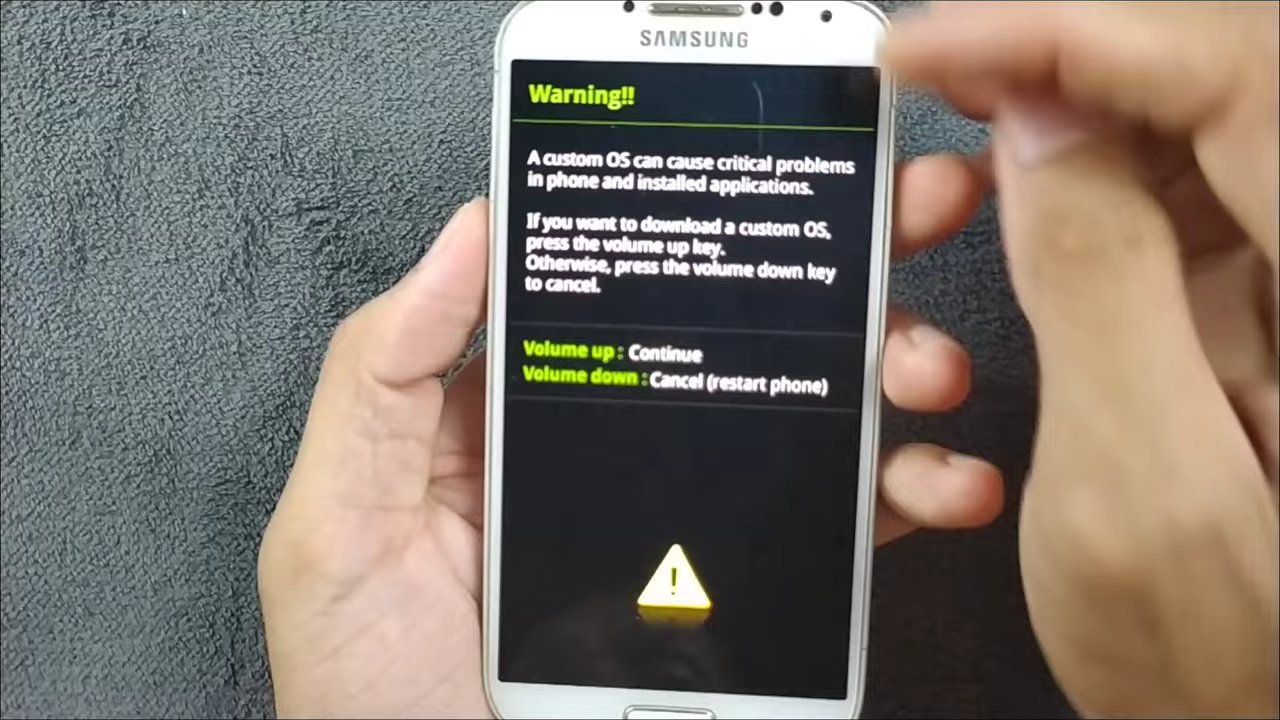 SAMSUNG
Warning!!
A custom OS can cause critical problems
in phone and installed applications.
If you want to download a custom OS,
press the volume up key.
Otherwise, press the volume down key
to cancel.
Volume up : Continue
Volume down : Cancel (restart phone)
!